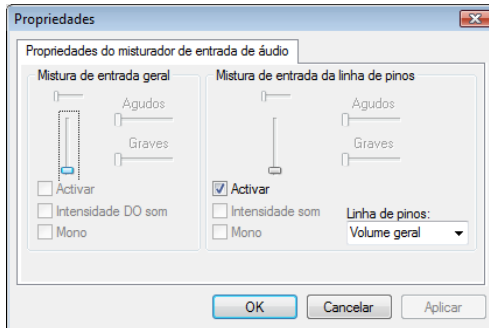 Propriedades
Propriedades do misturador de entrada de áudio
Mistura de entrada geral
Agudos
Graves
Activar
Intensidade DO som
Mono
Mistura de entrada da linha de pinos
Agudos
Graves
Activar
Intensidade som
Mono
Linha de pinos:
Volume geral
OK
Cancelar
Aplicar